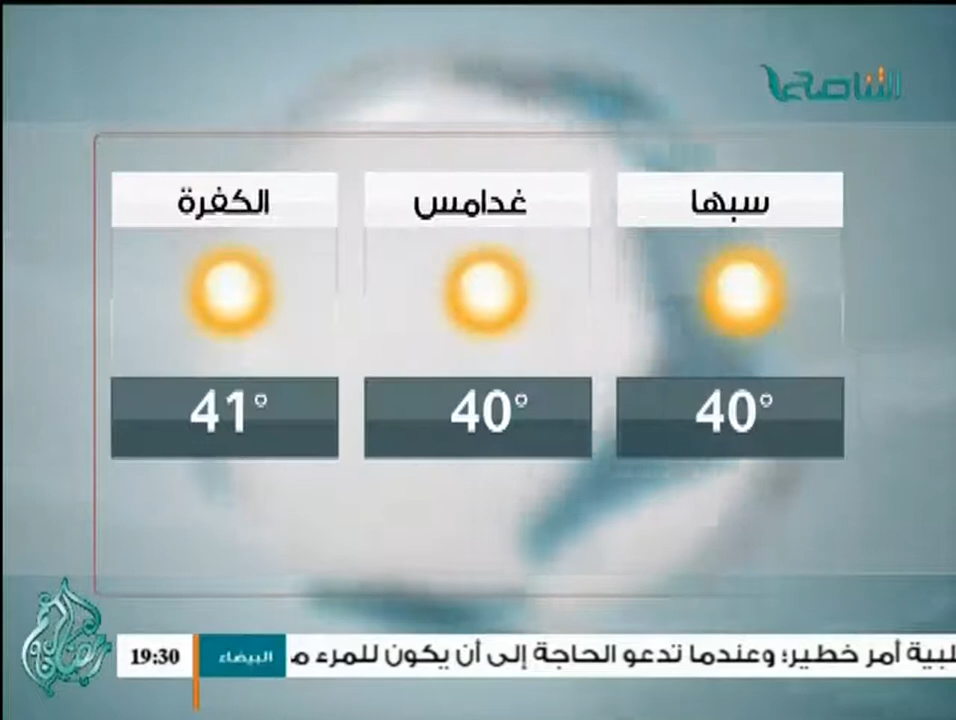 التناصح
سبها
غدامس
الكفرة
40°
40°
41°
لبية أمر خطير؛ وعندما تدعو الحاجة إلى أن يكون للمرء م
البيضاء
19:30